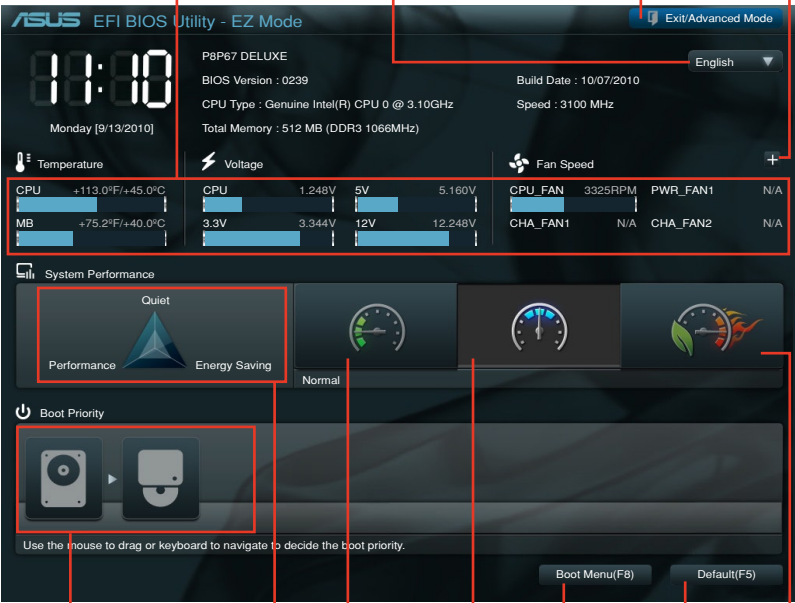 ASUS EFI BIOS Utility - EZ Mode
Exit/Advanced Mode
11:10
Monday [9/13/2010]
P8P67 DELUXE
English
BIOS Version : 0239
Build Date : 10/07/2010
CPU Type : Genuine Intel(R) CPU 0 @ 3.10GHz
Speed : 3100 MHz
Total Memory : 512 MB (DDR3 1066MHz)
Temperature
Voltage
Fan Speed
CPU +113.0ºF/+45.0ºC
CPU 1.248V 5V 5.160V
CPU_FAN 3325RPM PWR_FAN1 N/A
MB +75.2ºF/+40.0ºC
3.3V 3.344V 12V 12.248V
CHA_FAN1 N/A CHA_FAN2 N/A
System Performance
Quiet
Performance Energy Saving
Normal
Boot Priority
Use the mouse to drag or keyboard to navigate to decide the boot priority.
Boot Menu(F8) Default(F5)